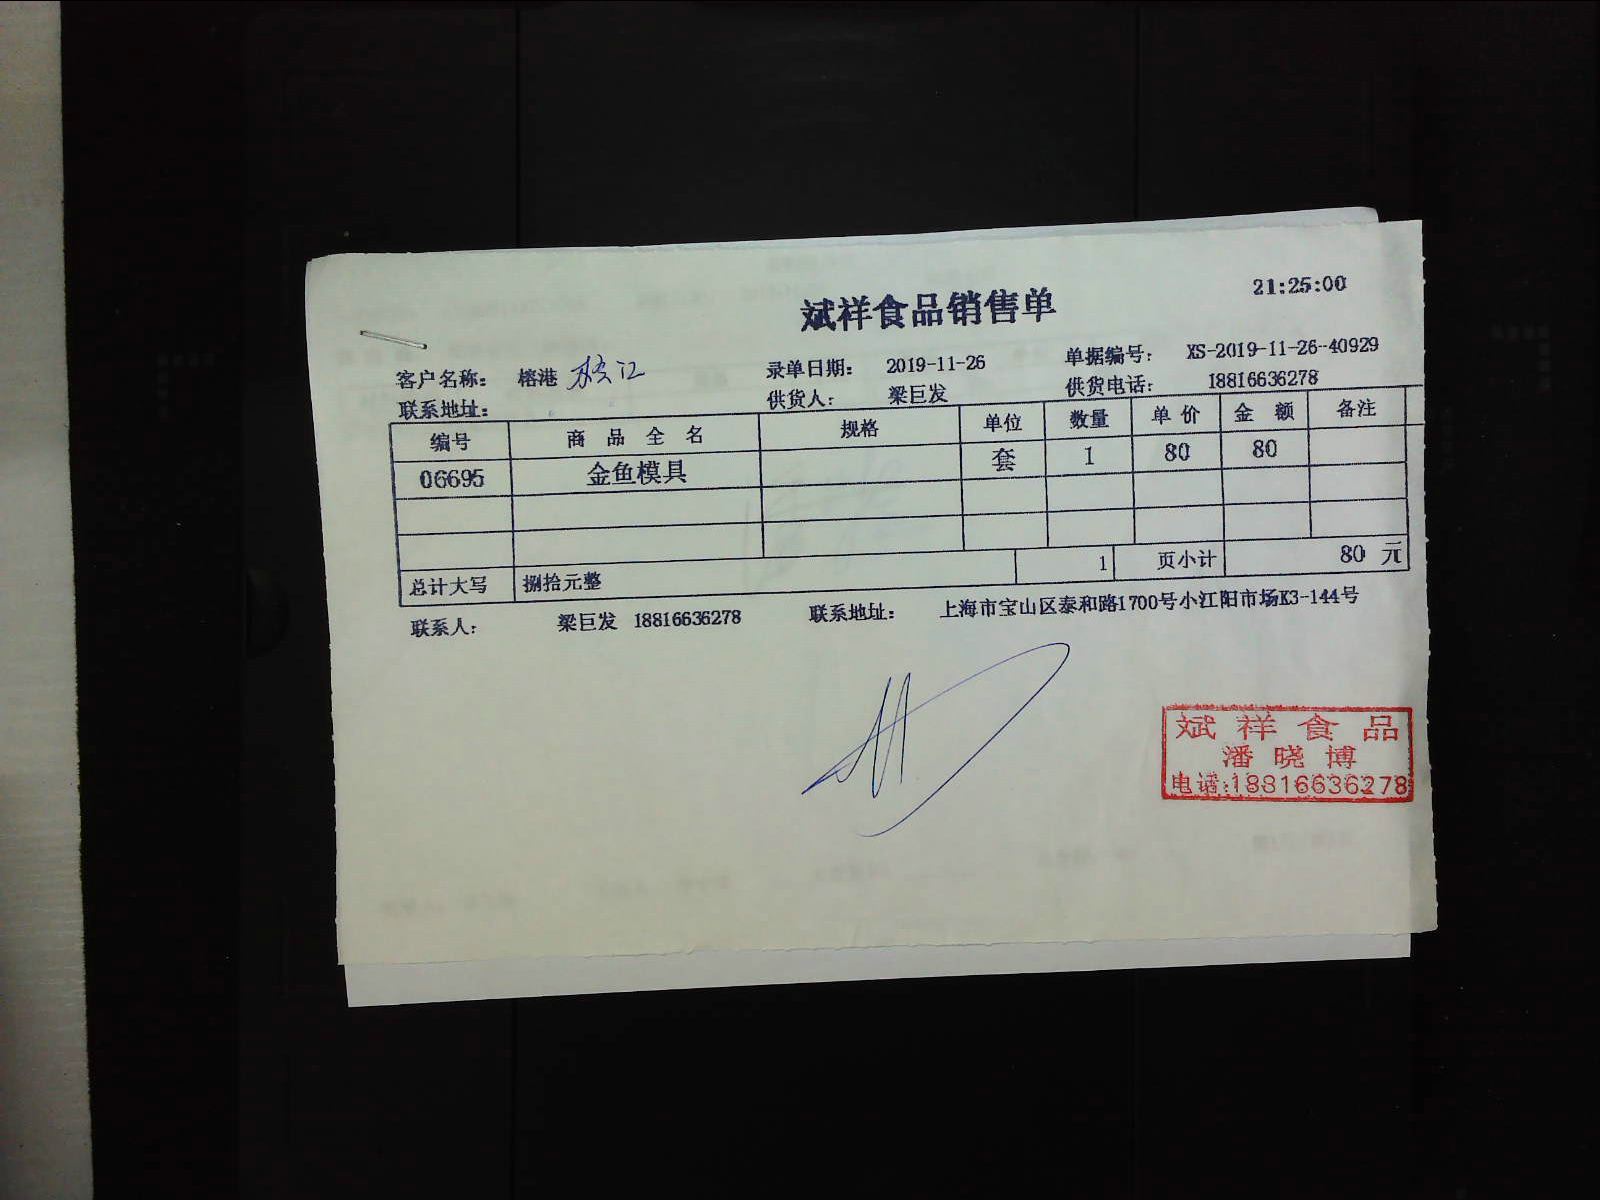 21:25:00
斌祥食品销售单
客户名称: 榕港 录单日期: 2019-11-26 单据编号: XS-2019-11-26-40929
联系地址: 供货人: 梁巨发 供货电话: 18816636278
编号 商品全名 规格 单位 数量 单价 金额 备注
06695 金鱼模具 套 1 80 80
总计大写 捌拾元整 1 页小计 80 元
联系人: 梁巨发 18816636278 联系地址: 上海市宝山区泰和路1700号小江阳市场K3-144号
斌祥食品
潘晓博
电话:18816636278